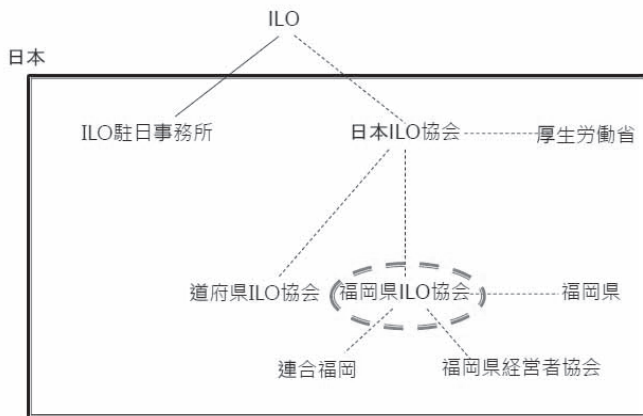 ILO
日本
ILO駐日事務所
日本ILO協会
厚生労働省
道府県ILO協会
福岡県ILO協会
福岡県
連合福岡
福岡県経営者協会